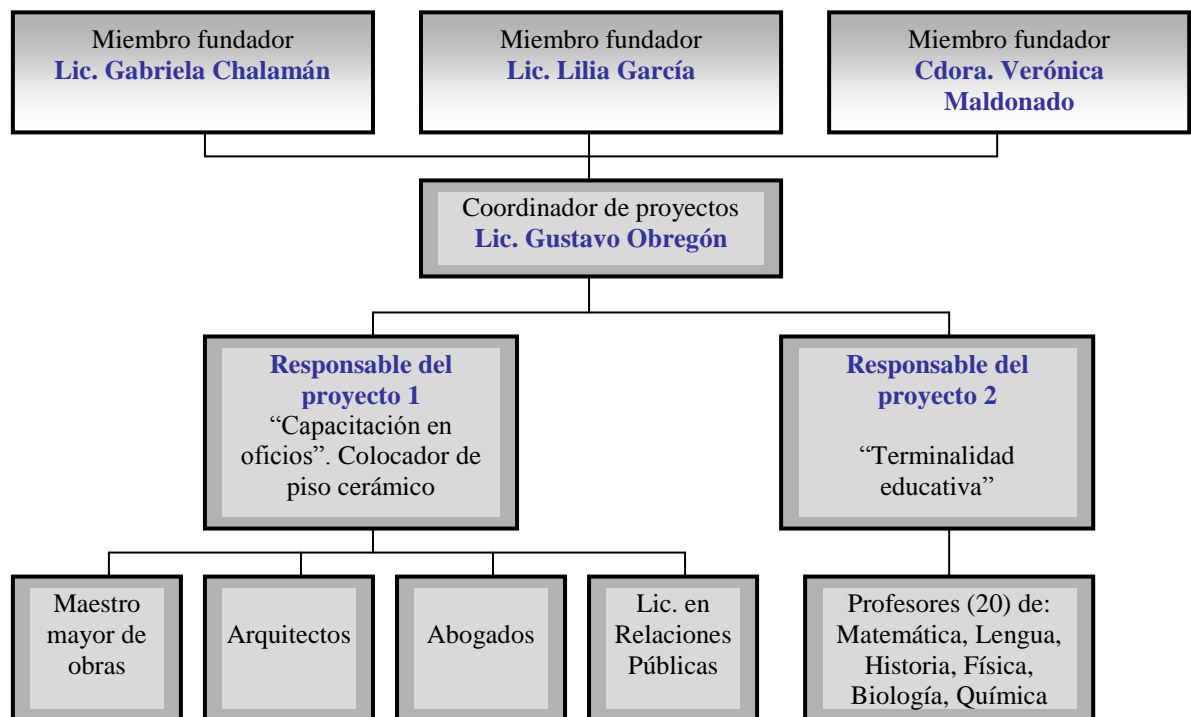 Miembro fundador
Lic. Gabriela Chalamán
Miembro fundador
Lic. Lilia García
Miembro fundador
Cdora. Verónica
Maldonado
Coordinador de proyectos
Lic. Gustavo Obregón
Responsable del
proyecto 1
“Capacitación en
oficios”. Colocador de
piso cerámico
Responsable del
proyecto 2
“Terminalidad
educativa”
Maestro
mayor de
obras
Arquitectos
Abogados
Lic. en
Relaciones
Públicas
Profesores (20) de:
Matemática, Lengua,
Historia, Física,
Biología, Química